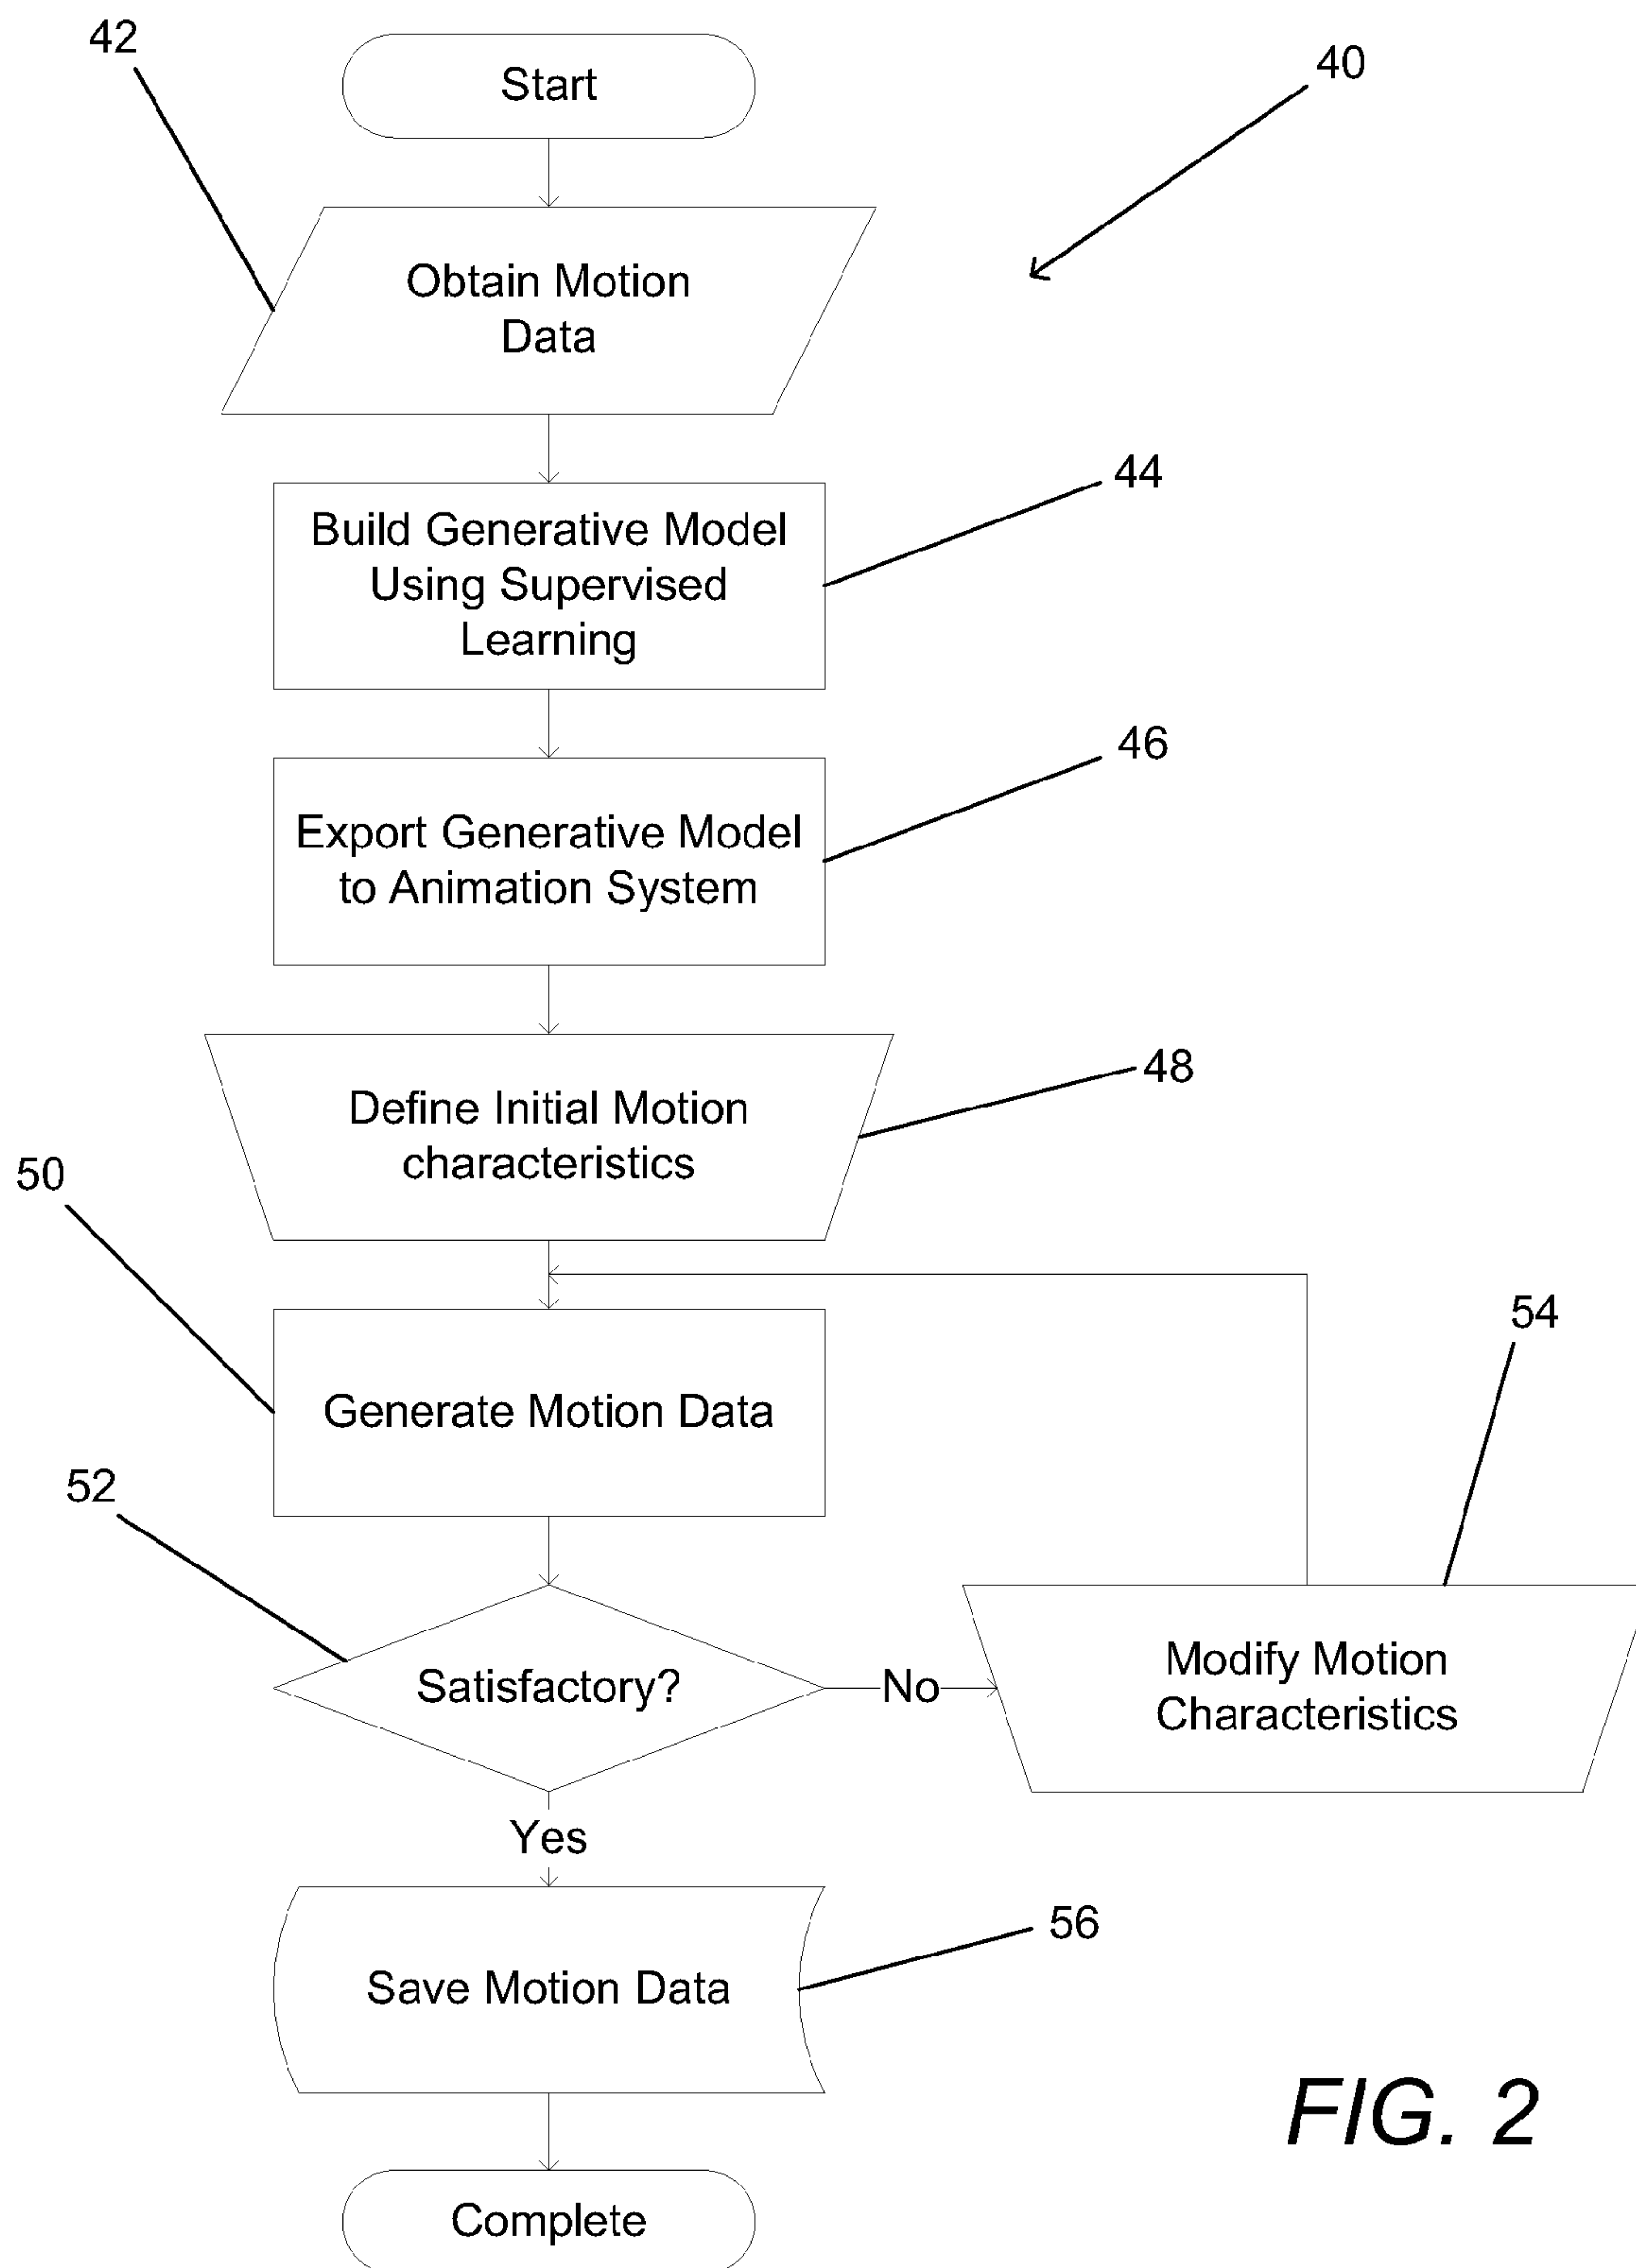 42
Start
40
Obtain Motion
Data
44
Build Generative Model
Using Supervised
Learning
46
Export Generative Model
to Animation System
48
Define Initial Motion
characteristics
50
54
Generate Motion Data
52
Satisfactory?
No
Modify Motion
Characteristics
Yes
56
Save Motion Data
FIG. 2
Complete